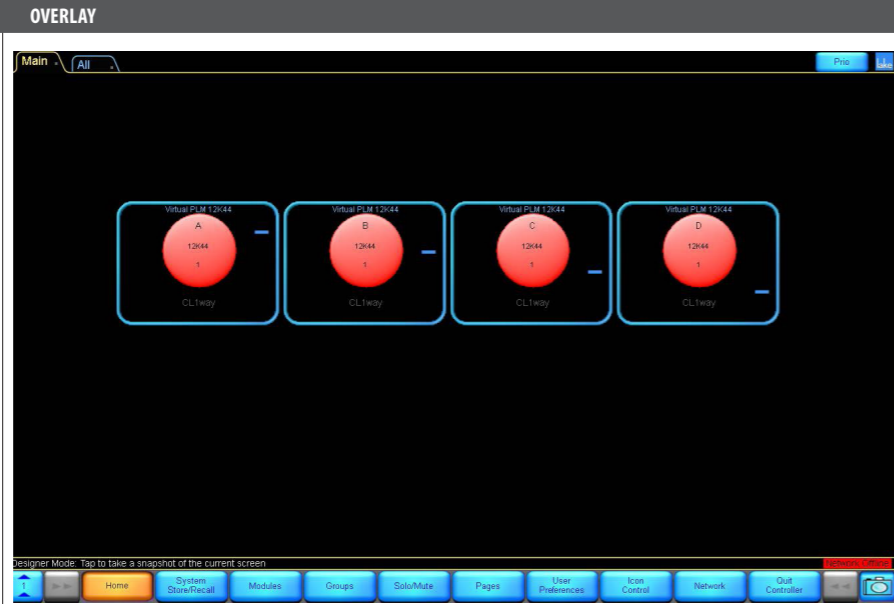 OVERLAY
Main
All
Prio
lake
Virtual PLM 12K44
Virtual PLM 12K44
Virtual PLM 12K44
Virtual PLM 12K44
A
B
C
D
12K44
12K44
12K44
12K44
1
1
1
1
CL1way
CL1way
CL1way
CL1way
Designer Mode: Tap to take a snapshot of the current screen
Network Offline
1
Home
System
Store/Recall
Modules
Groups
Solo/Mute
Pages
User
Preferences
Icon
Control
Network
Quit
Controller